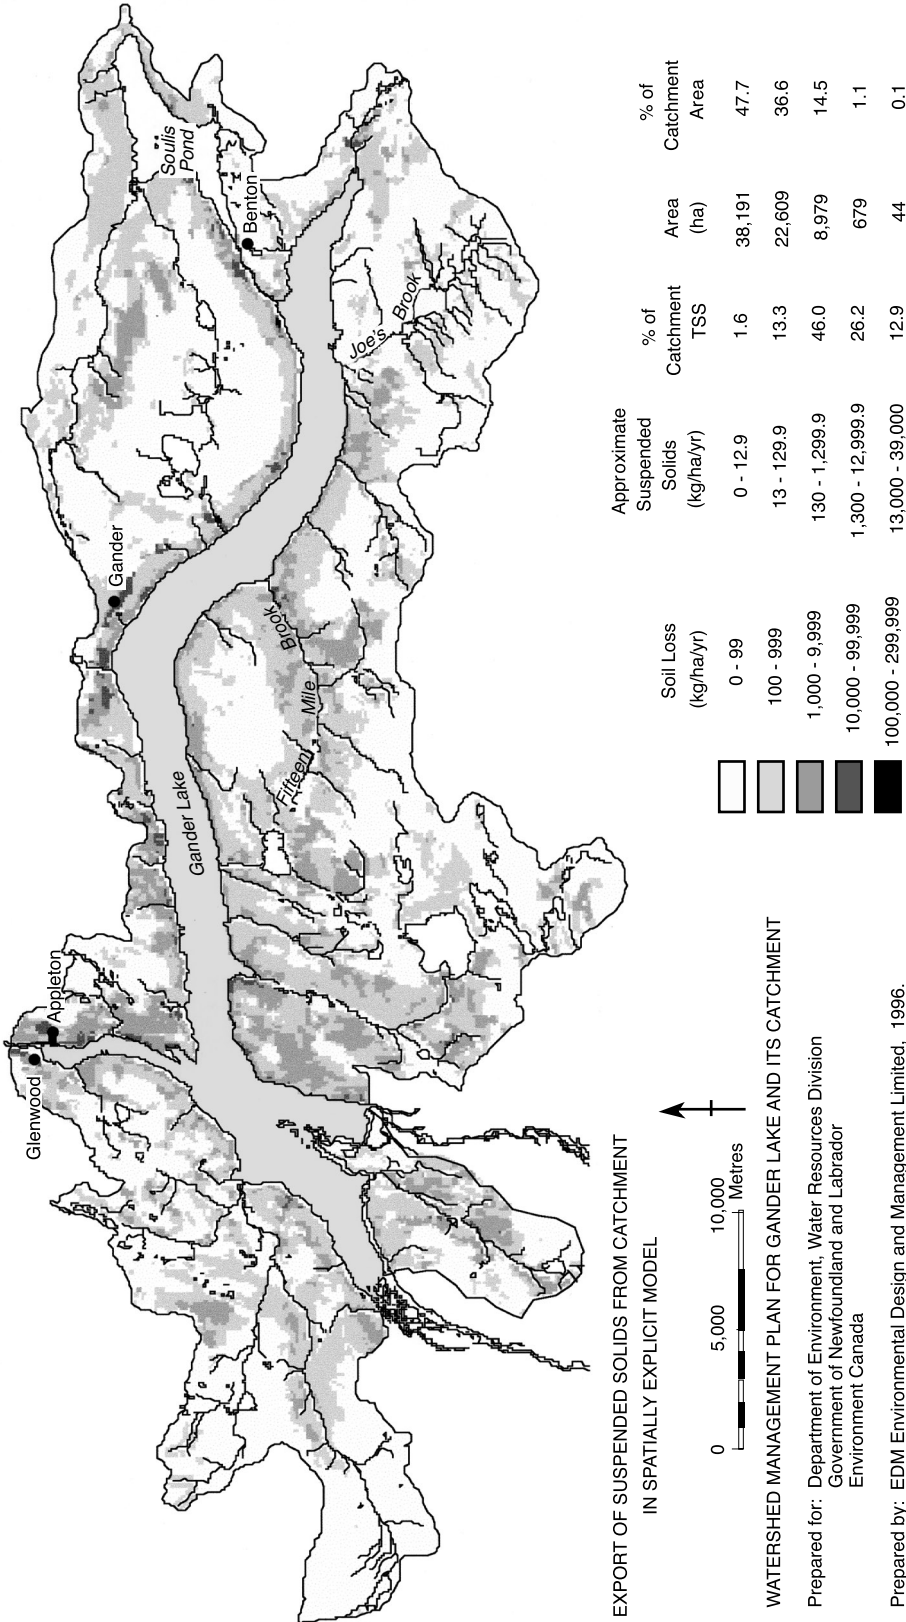 Soulis
Pond
Benton
Gander
Joe's Brook
Gander Lake
Fifteen Mile Brook
Appleton
Glenwood
EXPORT OF SUSPENDED SOLIDS FROM CATCHMENT
IN SPATIALLY EXPLICIT MODEL
0 5,000 10,000
Metres
WATERSHED MANAGEMENT PLAN FOR GANDER LAKE AND ITS CATCHMENT
Prepared for: Department of Environment, Water Resources Division
Government of Newfoundland and Labrador
Environment Canada
Prepared by: EDM Environmental Design and Management Limited, 1996.
Approximate
Suspended % of % of
Soil Loss Solids Catchment Area Catchment
(kg/ha/yr) (kg/ha/yr) TSS (ha) Area
0 - 99 0 - 12.9 1.6 38,191 47.7
100 - 999 13 - 129.9 13.3 22,609 36.6
1,000 - 9,999 130 - 1,299.9 46.0 8,979 14.5
10,000 - 99,999 1,300 - 12,999.9 26.2 679 1.1
100,000 - 299,999 13,000 - 39,000 12.9 44 0.1